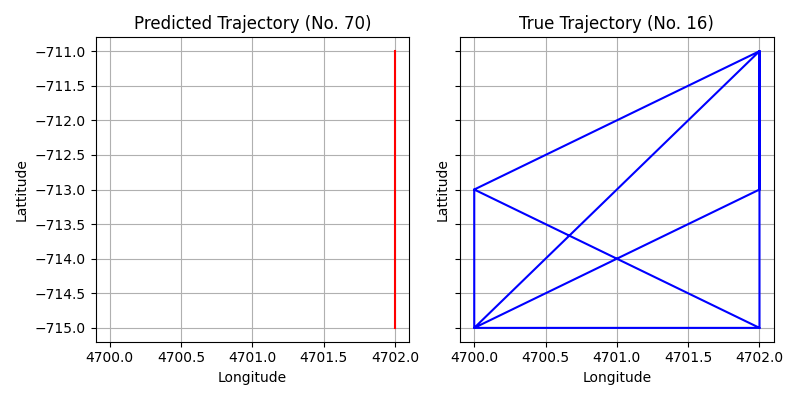 Predicted Trajectory (No. 70)
True Trajectory (No. 16)
Lattitude
−711.0
−711.5
−712.0
−712.5
−713.0
−713.5
−714.0
−714.5
−715.0
4700.0 4700.5 4701.0 4701.5 4702.0
Longitude
Lattitude
4700.0 4700.5 4701.0 4701.5 4702.0
Longitude